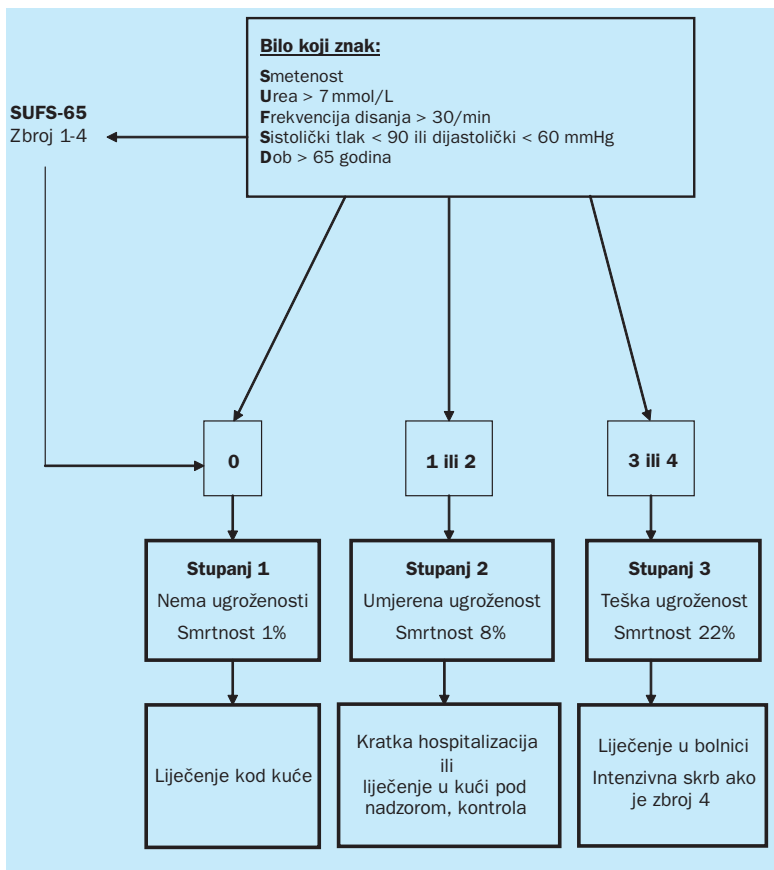 Bilo koji znak:
Smetenost
Urea > 7 mmol/L
Frekvencija disanja > 30/min
Sistolički tlak < 90 ili dijastolički < 60 mmHg
Dob > 65 godina
SUFS-65
Zbroj 1-4
0
1 ili 2
3 ili 4
Stupanj 1
Nema ugroženosti
Smrtnost 1%
Stupanj 2
Umjerena ugroženost
Smrtnost 8%
Stupanj 3
Teška ugroženost
Smrtnost 22%
Liječenje kod kuće
Kratka hospitalizacija
ili
liječenje u kući pod
nadzorom, kontrola
Liječenje u bolnici
Intenzivna skrb ako
je zbroj 4